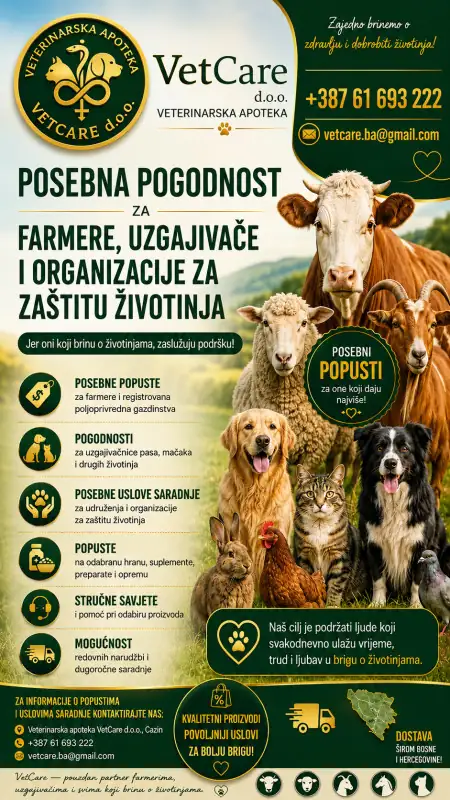 VETERINARSKA APOTEKA
VETCARE d.o.o.
VetCare
d.o.o.
VETERINARSKA APOTEKA
Zajedno brinemo o
zdravlju i dobrobiti životinja!
+387 61 693 222
vetcare.ba@gmail.com
POSEBNA POGODNOST
ZA
FARMERE, UZGAJIVAČE
I ORGANIZACIJE ZA
ZAŠTITU ŽIVOTINJA
Jer oni koji brinu o životinjama, zaslužuju podršku!
POSEBNI
POPUSTI
za one koji daju
najviše!
POSEBNE POPUSTE
za farmere i registrovana
poljoprivredna gazdinstva
POGODNOSTI
za uzgajivačnice pasa, mačaka
i drugih životinja
POSEBNE USLOVE SARADNJE
za udruženja i organizacije
za zaštitu životinja
POPUSTE
na odabranu hranu, suplemente,
preparate i opremu
STRUČNE SAVJETE
i pomoć pri odabiru proizvoda
MOGUĆNOST
redovnih narudžbi i
dugoročne saradnje
Naš cilj je podržati ljude koji
svakodnevno ulažu vrijeme,
trud i ljubav u brigu o životinjama.
ZA INFORMACIJE O POPUSTIMA
I USLOVIMA SARADNJE KONTAKTIRAJTE NAS:
Veterinarska apoteka VetCare d.o.o., Cazin
+387 61 693 222
vetcare.ba@gmail.com
KVALITETNI PROIZVODI
POVOLJNIJI USLOVI
ZA BOLJU BRIGU!
DOSTAVA
ŠIROM BOSNE
I HERCEGOVINE!
VetCare — pouzdan partner farmerima,
uzgajivačima i svima koji brinu o životinjama.